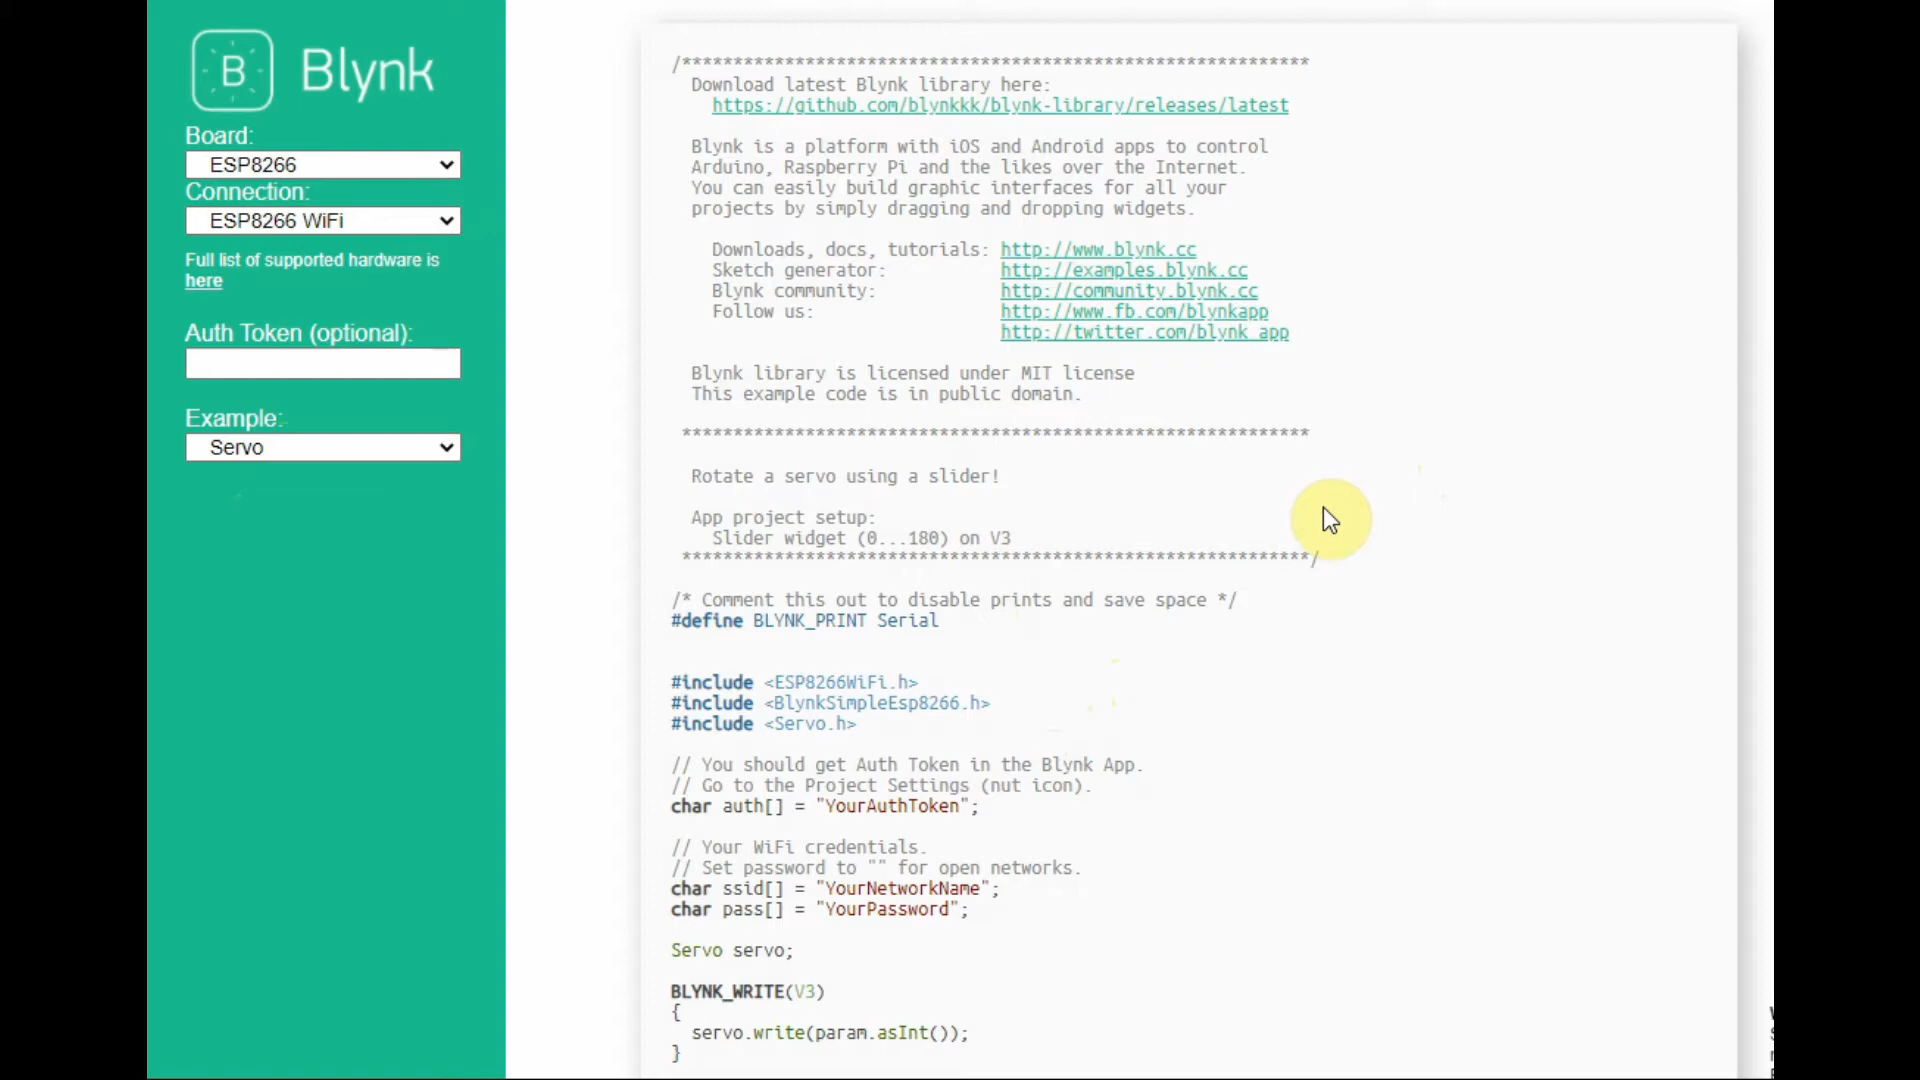 B Blynk
Board:
ESP8266
Connection:
ESP8266 WiFi
Full list of supported hardware is
here
Auth Token (optional):
Example:
Servo
/*************************************************************
Download latest Blynk library here:
https://github.com/blynkkk/blynk-library/releases/latest
Blynk is a platform with iOS and Android apps to control
Arduino, Raspberry Pi and the likes over the Internet.
You can easily build graphic interfaces for all your
projects by simply dragging and dropping widgets.
Downloads, docs, tutorials: http://www.blynk.cc
Sketch generator: http://examples.blynk.cc
Blynk community: http://community.blynk.cc
Follow us: http://www.fb.com/blynkapp
http://twitter.com/blynk_app
Blynk library is licensed under MIT license
This example code is in public domain.
*************************************************************
Rotate a servo using a slider!
App project setup:
Slider widget (0...180) on V3
*************************************************************/
/* Comment this out to disable prints and save space */
#define BLYNK_PRINT Serial
#include <ESP8266WiFi.h>
#include <BlynkSimpleEsp8266.h>
#include <Servo.h>
// You should get Auth Token in the Blynk App.
// Go to the Project Settings (nut icon).
char auth[] = "YourAuthToken";
// Your WiFi credentials.
// Set password to "" for open networks.
char ssid[] = "YourNetworkName";
char pass[] = "YourPassword";
Servo servo;
BLYNK_WRITE(V3)
{
servo.write(param.asInt());
}